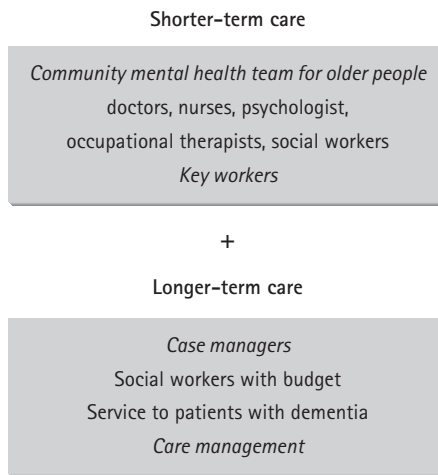 Shorter-term care
Community mental health team for older people
doctors, nurses, psychologist,
occupational therapists, social workers
Key workers
+
Longer-term care
Case managers
Social workers with budget
Service to patients with dementia
Care management